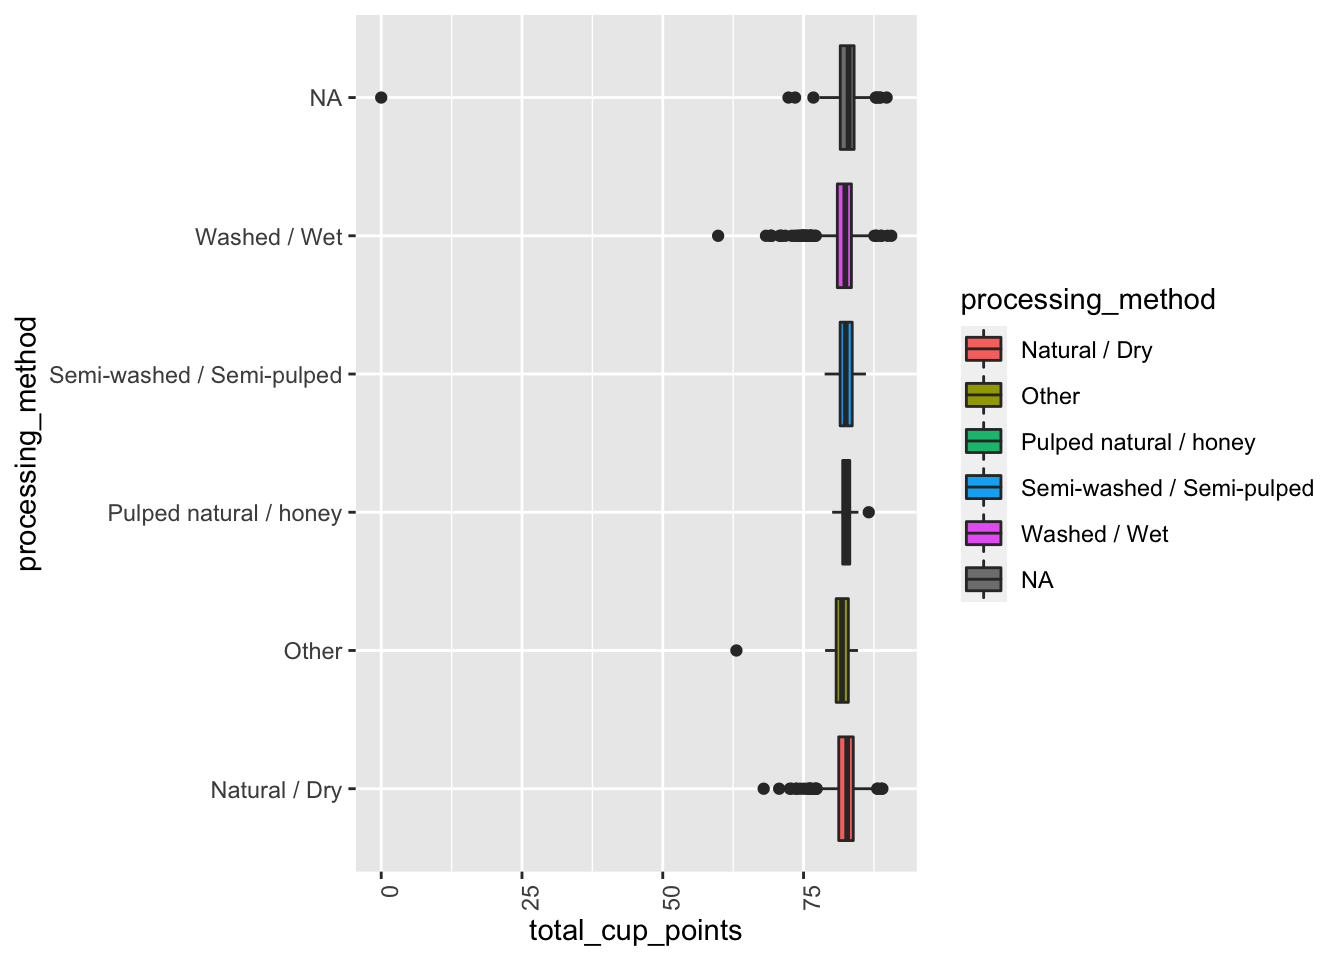 NA
Washed / Wet
Semi-washed / Semi-pulped
Pulped natural / honey
Other
Natural / Dry
processing_method
0
25
50
75
total_cup_points
processing_method
Natural / Dry
Other
Pulped natural / honey
Semi-washed / Semi-pulped
Washed / Wet
NA